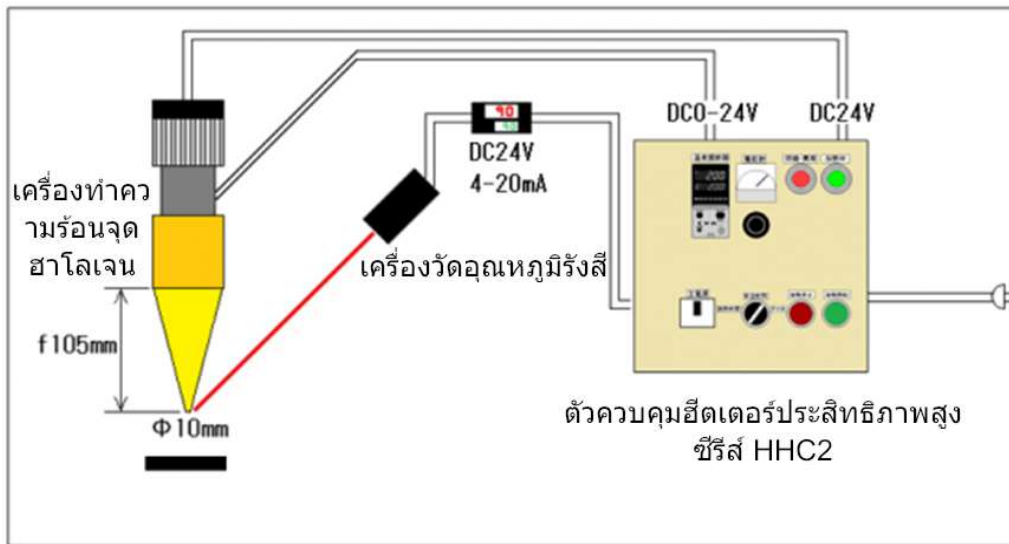 DC0-24V
DC24V
90
DC24V
4-20mA
เครื่องทำคว
ามร้อนจุด
ฮาโลเจน
เครื่องวัดอุณหภูมิรังสี
f105mm
Φ10mm
ตัวควบคุมฮีตเตอร์ประสิทธิภาพสูง
ซีรีส์ HHC2